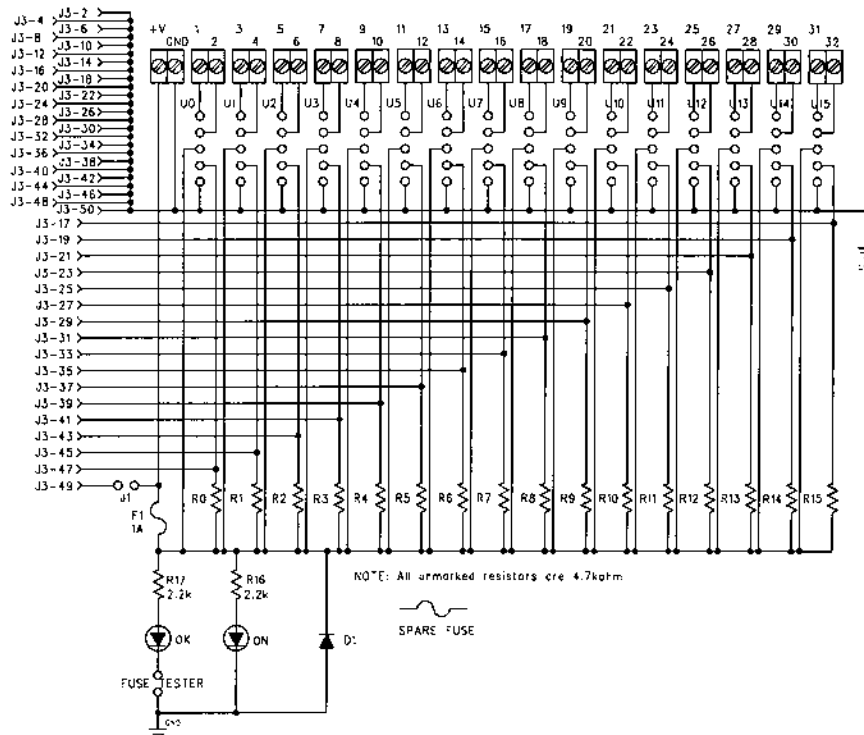 J3-2
J3-4
J3-6
J3-8
J3-10
J3-12
J3-14
J3-16
J3-18
J3-20
J3-22
J3-24
J3-26
J3-28
J3-30
J3-32
J3-34
J3-36
J3-38
J3-40
J3-42
J3-44
J3-46
J3-48
J3-50
J3-17
J3-19
J3-21
J3-23
J3-25
J3-27
J3-29
J3-31
J3-33
J3-35
J3-37
J3-39
J3-41
J3-43
J3-45
J3-47
J3-49
+V GND 1 2 3 4 5 6 7 8 9 10 11 12 13 14 15 16 17 18 19 20 21 22 23 24 25 26 27 28 29 30 31 32
U0 U1 U2 U3 U4 U5 U6 U7 U8 U9 U10 U11 U12 U13 U14 U15
J1
R0 R1 R2 R3 R4 R5 R6 R7 R8 R9 R10 R11 R12 R13 R14 R15
F1
1A
R17
2.2k
R16
2.2k
NOTE: All unmarked resistors are 4.7kohm
SPARE FUSE
OK
ON
D1
FUSE TESTER
GND